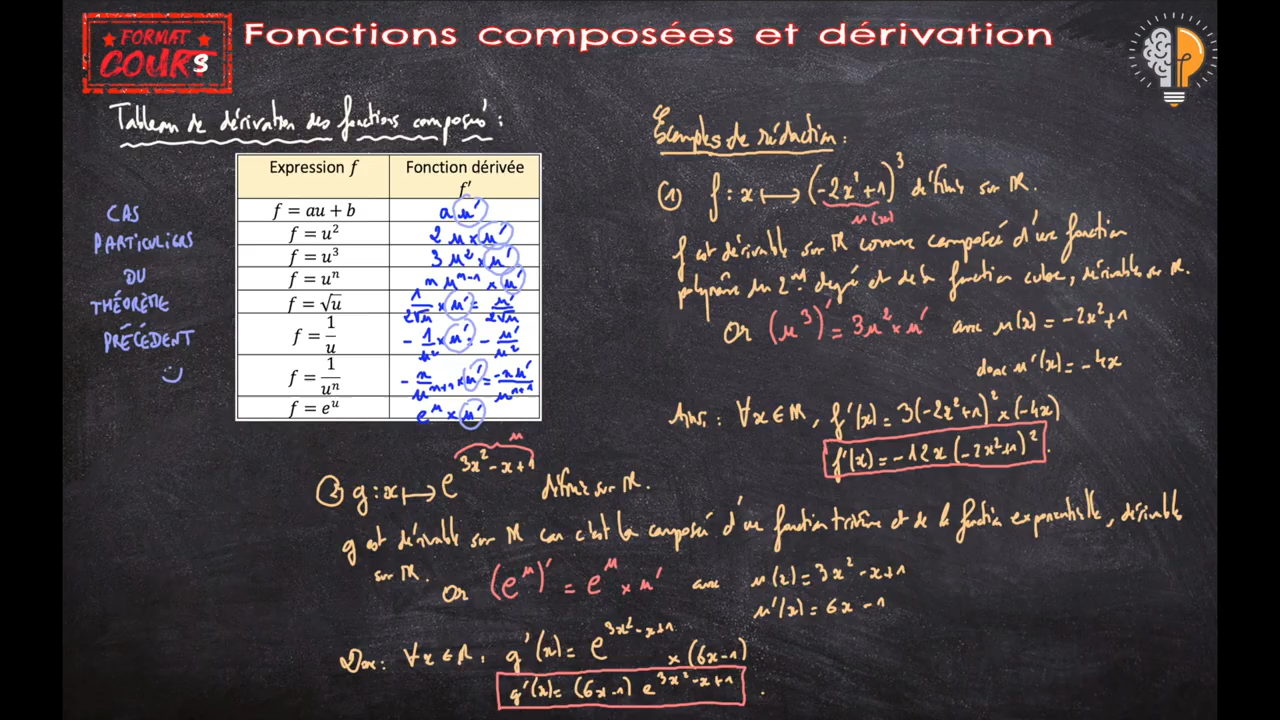 FORMAT
COURS
Fonctions composées et dérivation
Tableau de dérivation des fonctions composées :
CAS
PARTICULIERS
DU
THÉORÈME
PRÉCÉDENT
Expression f
Fonction dérivée f′
f = au + b
a u′
f = u²
2 u × u′
f = u³
3 u² × u′
f = uⁿ
n uⁿ⁻¹ × u′
f = √u
1/(2√u) × u′ = u′/(2√u)
f = 1/u
- 1/u² × u′ = - u′/u²
f = 1/uⁿ
- n/uⁿ⁺¹ × u′ = -n u′/uⁿ⁺¹
f = eᵘ
eᵘ × u′
Exemples de rédaction :
① f : x ⟼ (-2x²+1)³ définie sur ℝ.
u(x)
f est dérivable sur ℝ comme composée d'une fonction
polynôme du 2nd degré et de la fonction cube, dérivables sur ℝ.
Or (u³)′ = 3u² × u′ avec u(x) = -2x²+1
donc u′(x) = -4x
Ainsi : ∀x ∈ ℝ, f′(x) = 3(-2x²+1)² × (-4x)
f′(x) = -12x (-2x²+1)².
u
② g : x ⟼ e^(3x²-x+1) définie sur ℝ.
g est dérivable sur ℝ car c'est la composée d'une fonction trinôme et de la fonction exponentielle, dérivables
sur ℝ.
Or (eᵘ)′ = eᵘ × u′ avec u(x) = 3x²-x+1
u′(x) = 6x-1
Donc : ∀x ∈ ℝ, g′(x) = e^(3x²-x+1) × (6x-1)
g′(x) = (6x-1) e^(3x²-x+1).